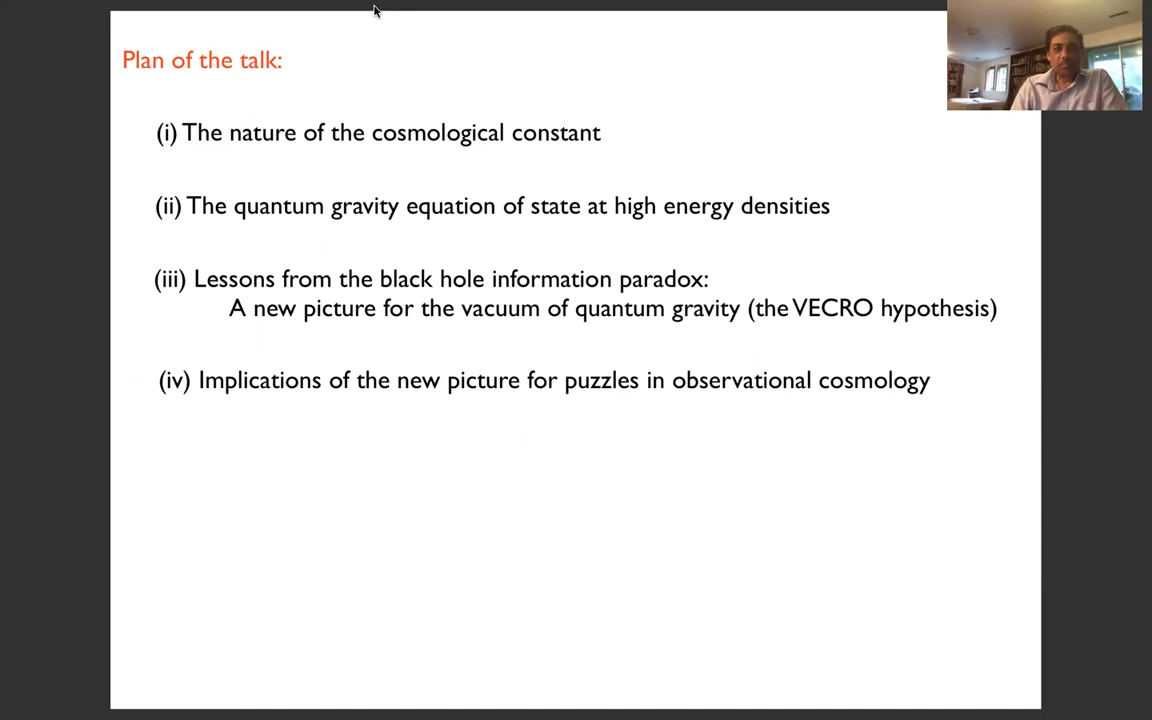 Plan of the talk:
(i) The nature of the cosmological constant
(ii) The quantum gravity equation of state at high energy densities
(iii) Lessons from the black hole information paradox:
A new picture for the vacuum of quantum gravity (the VECRO hypothesis)
(iv) Implications of the new picture for puzzles in observational cosmology